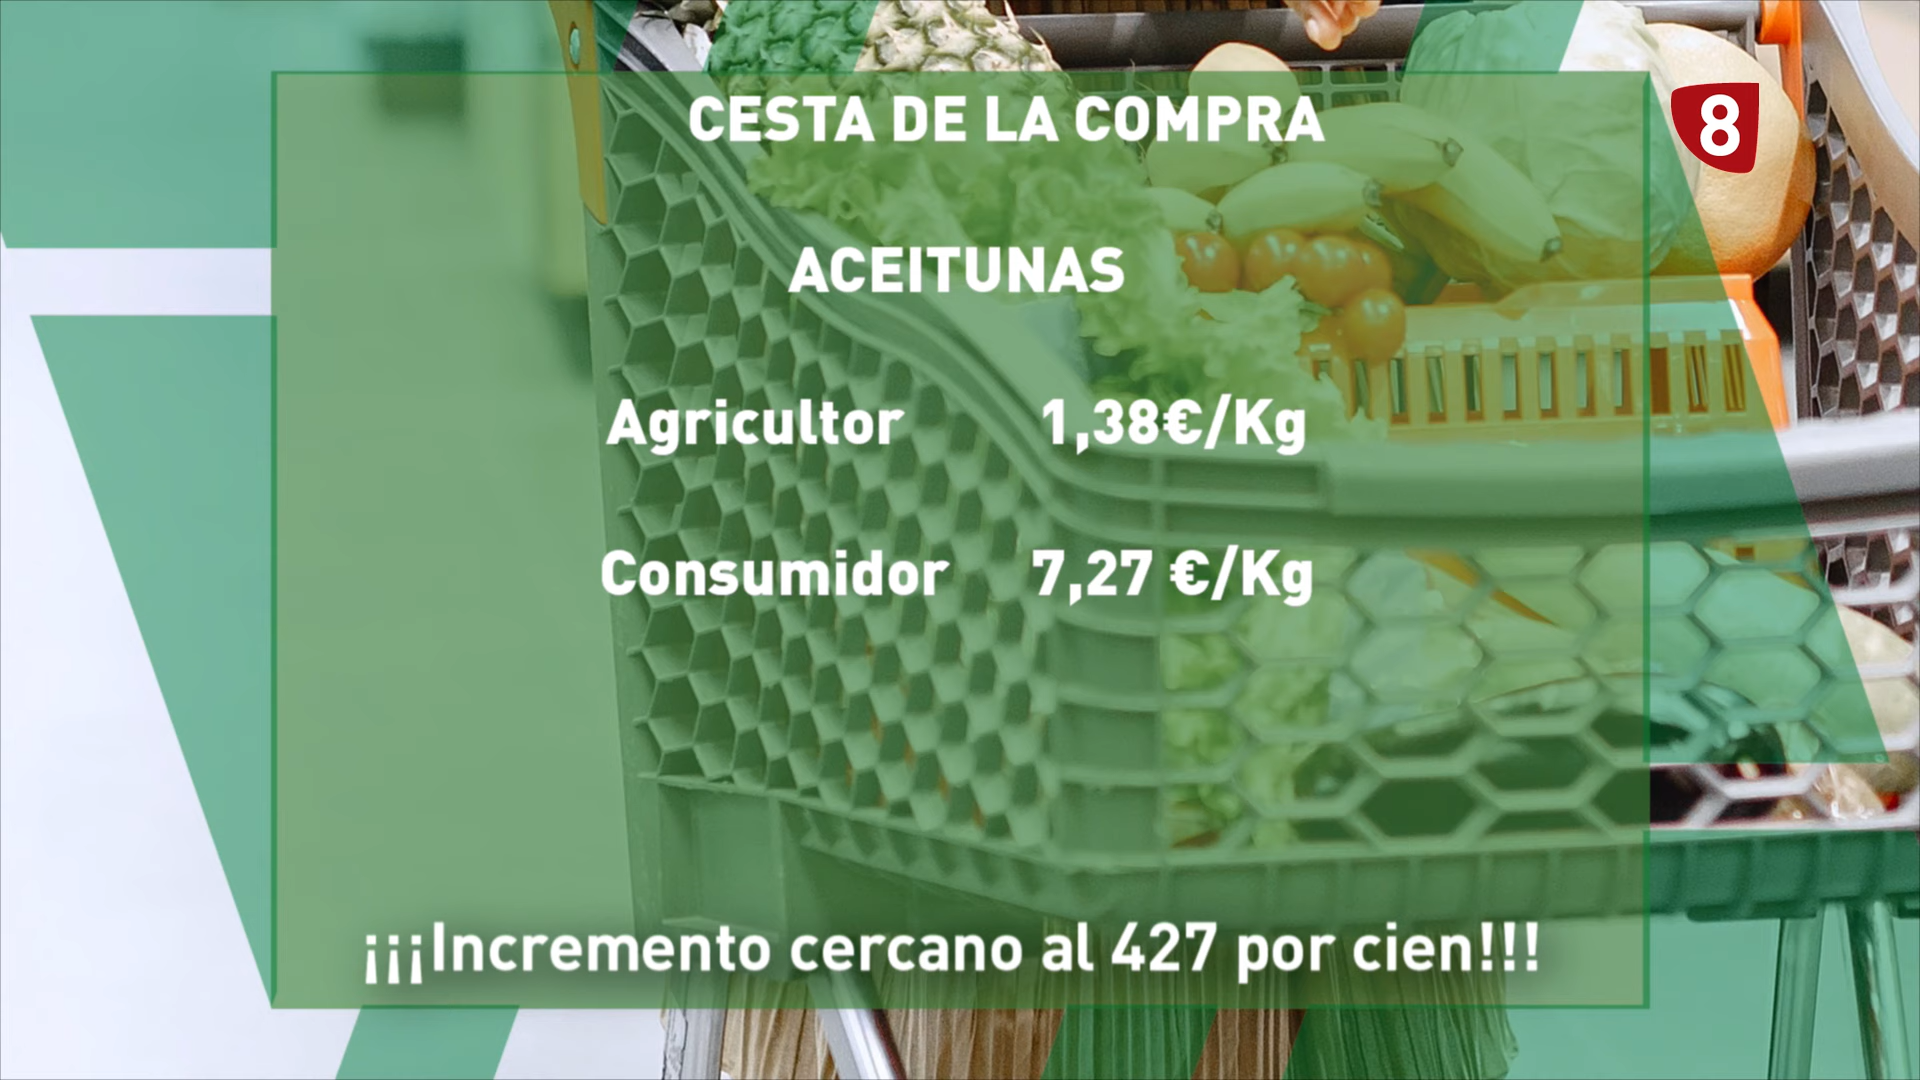 CESTA DE LA COMPRA
8
ACEITUNAS
Agricultor 1,38€/Kg
Consumidor 7,27 €/Kg
¡¡¡Incremento cercano al 427 por cien!!!